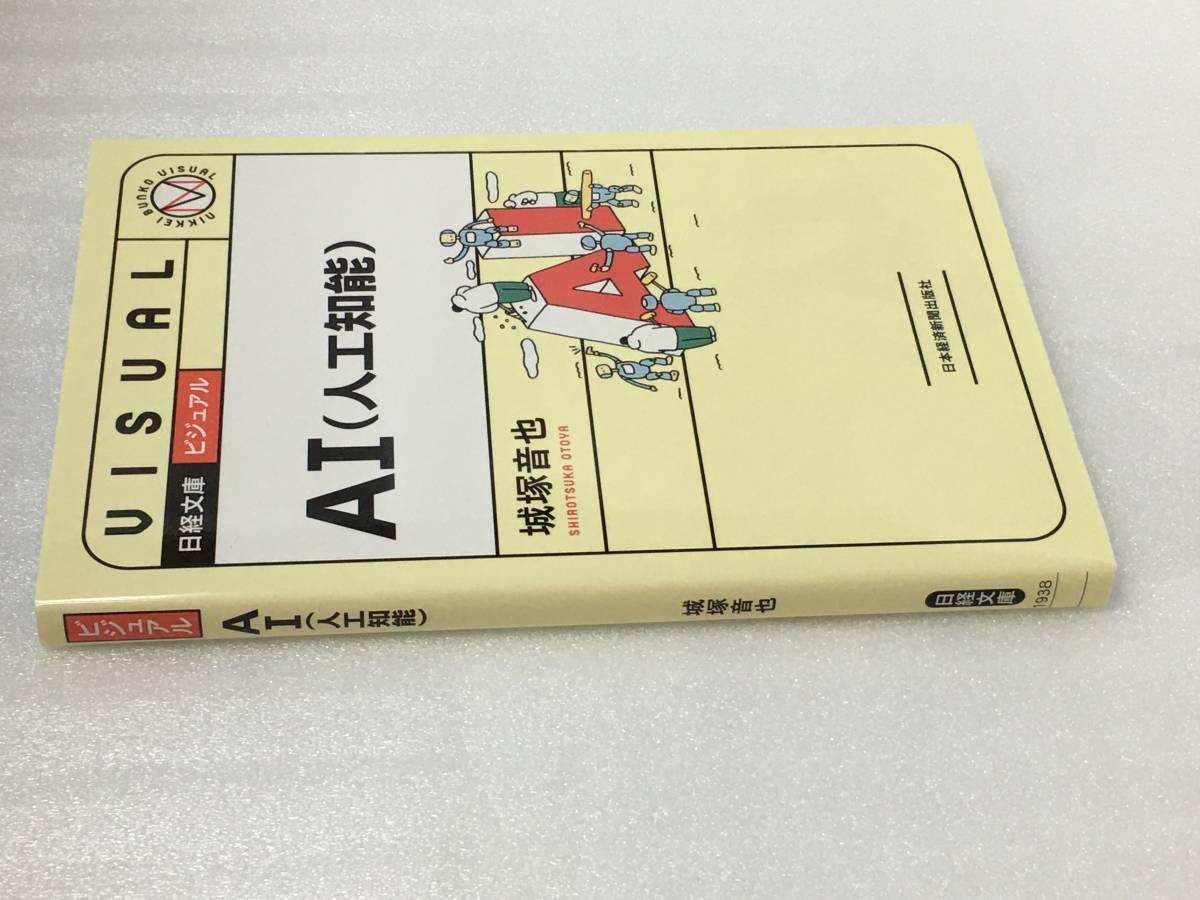 VISUAL
NIKKEI BUNKO VISUAL
日経文庫 ビジュアル
AI(人工知能)
城塚音也
SHIROTSUKA OTOYA
AI
日本経済新聞出版社
ビジュアル
AI(人工知能)
城塚音也
日経文庫
1938